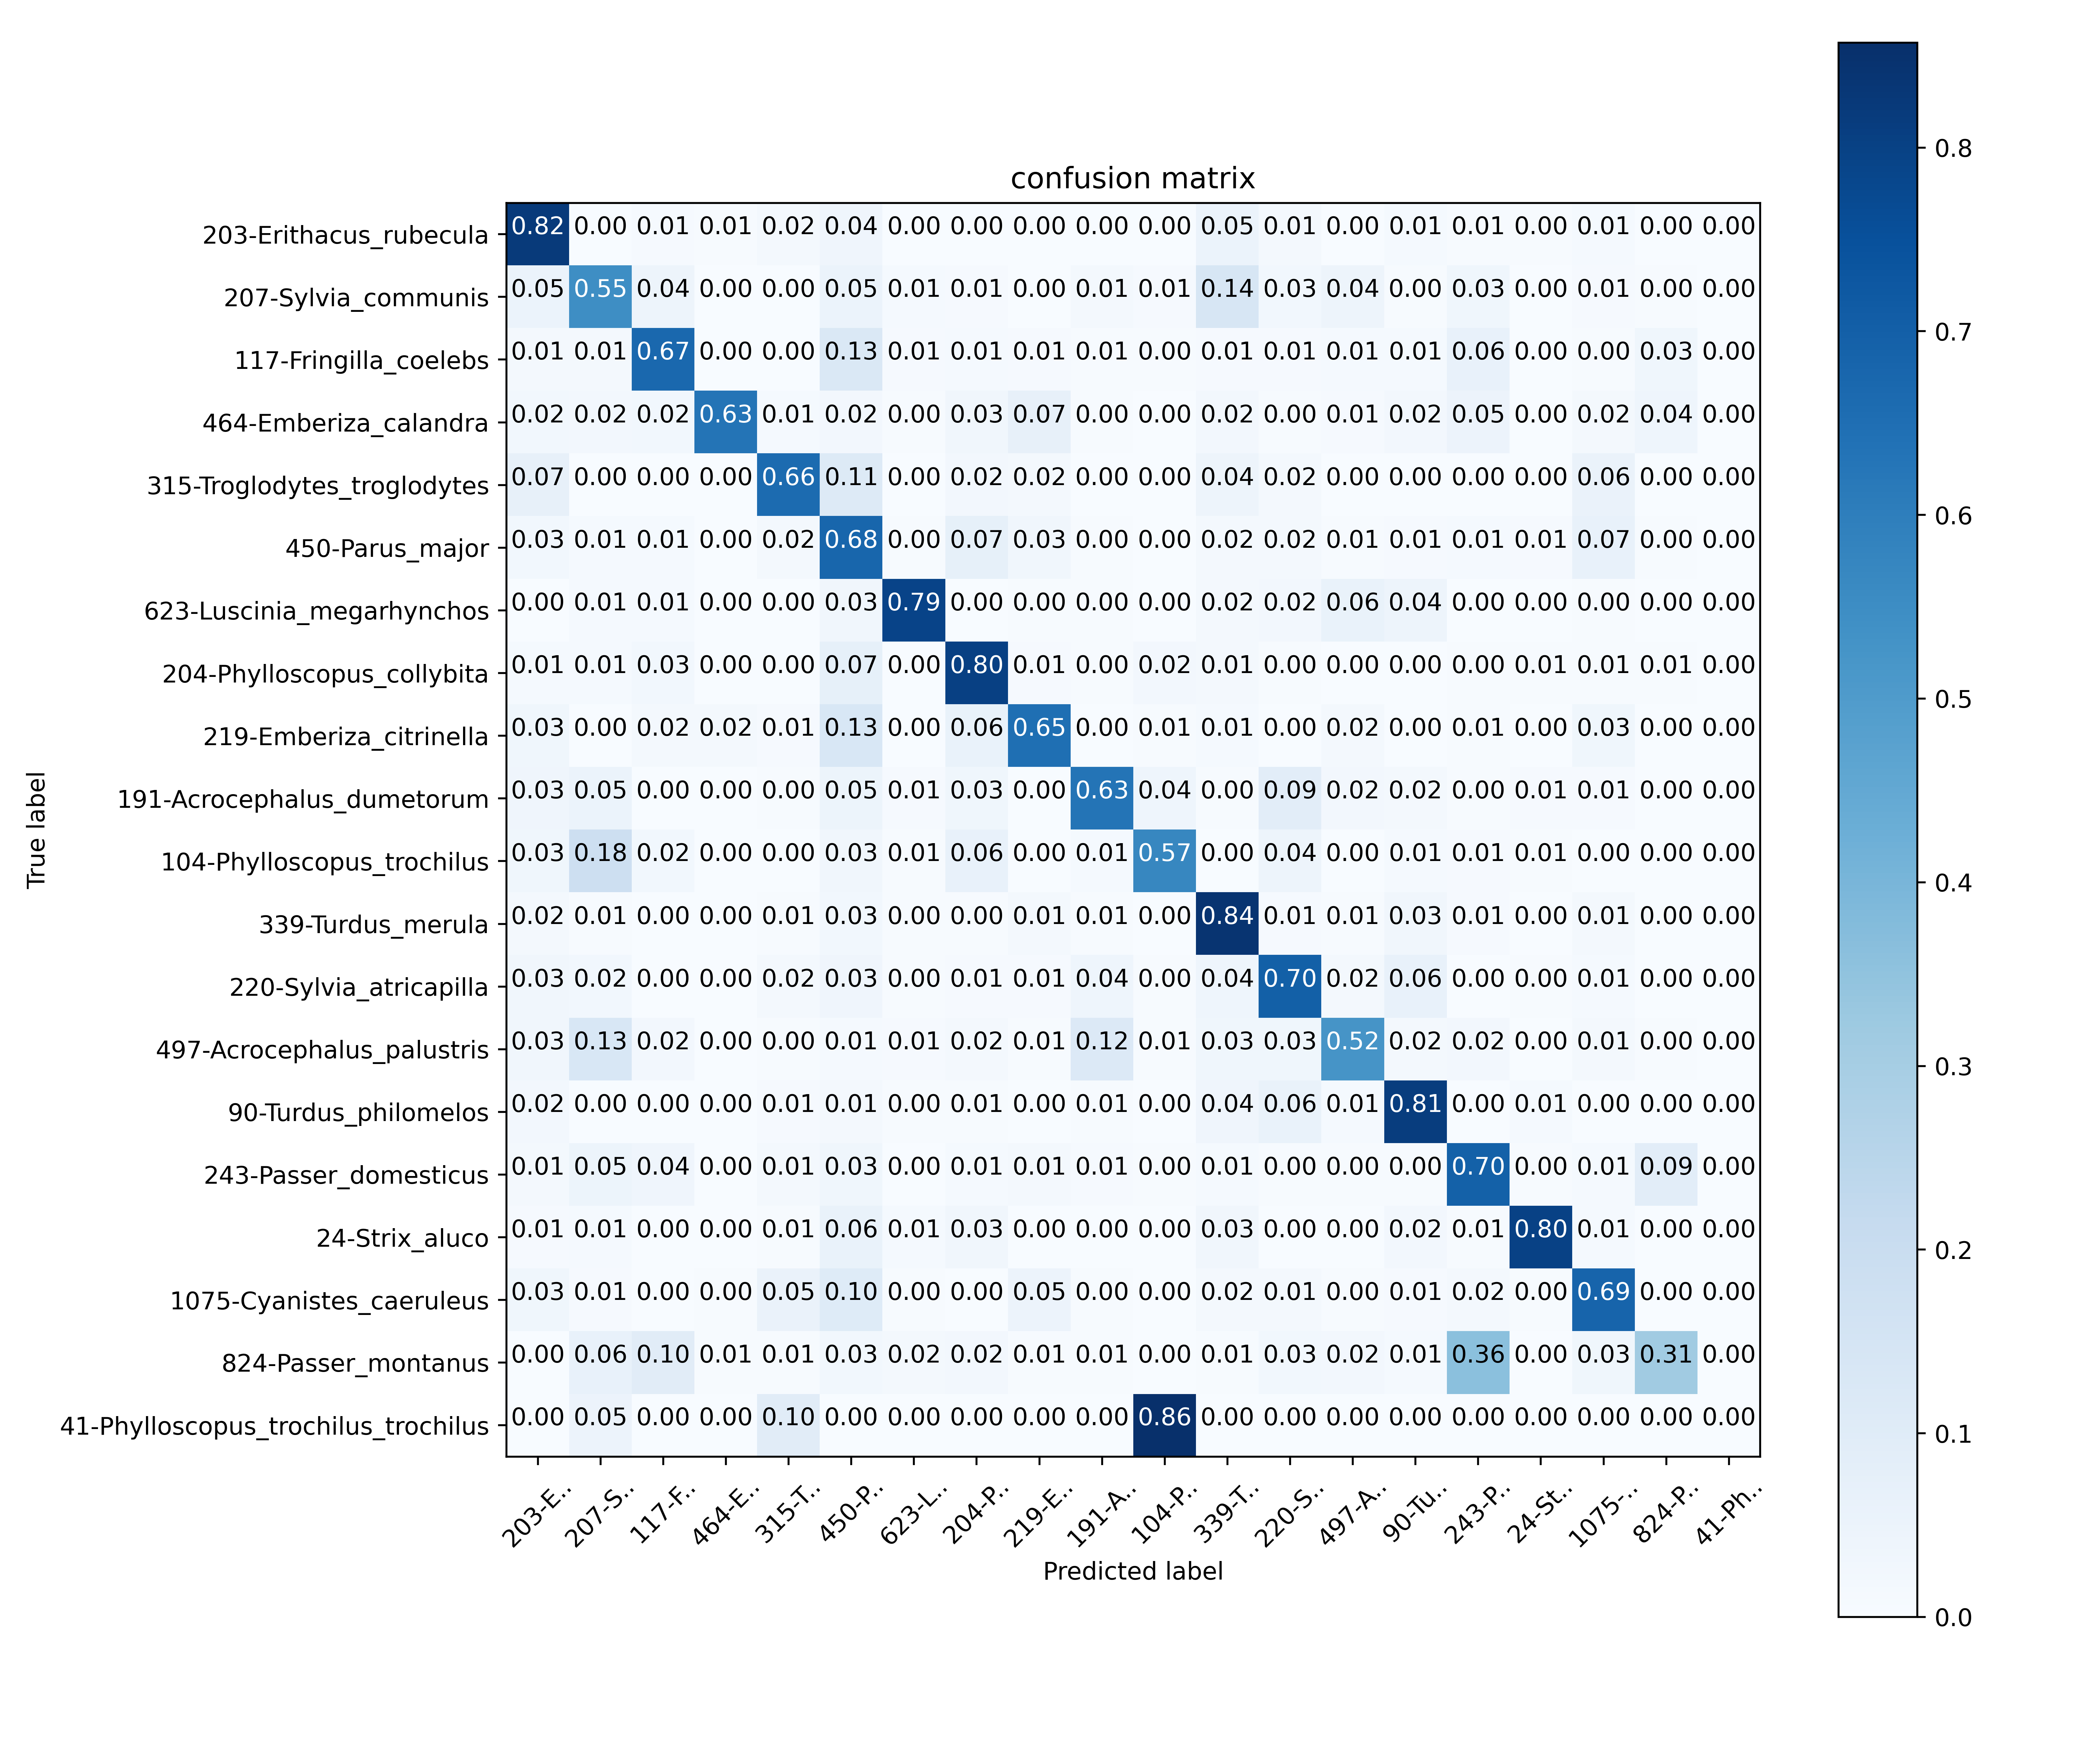 confusion matrix
203-Erithacus_rubecula 0.82 0.00 0.01 0.01 0.02 0.04 0.00 0.00 0.00 0.00 0.00 0.05 0.01 0.00 0.01 0.01 0.00 0.01 0.00 0.00
207-Sylvia_communis 0.05 0.55 0.04 0.00 0.00 0.05 0.01 0.01 0.00 0.01 0.01 0.14 0.03 0.04 0.00 0.03 0.00 0.01 0.00 0.00
117-Fringilla_coelebs 0.01 0.01 0.67 0.00 0.00 0.13 0.01 0.01 0.01 0.01 0.00 0.01 0.01 0.01 0.01 0.06 0.00 0.00 0.03 0.00
464-Emberiza_calandra 0.02 0.02 0.02 0.63 0.01 0.02 0.00 0.03 0.07 0.00 0.00 0.02 0.00 0.01 0.02 0.05 0.00 0.02 0.04 0.00
315-Troglodytes_troglodytes 0.07 0.00 0.00 0.00 0.66 0.11 0.00 0.02 0.02 0.00 0.00 0.04 0.02 0.00 0.00 0.00 0.00 0.06 0.00 0.00
450-Parus_major 0.03 0.01 0.01 0.00 0.02 0.68 0.00 0.07 0.03 0.00 0.00 0.02 0.02 0.01 0.01 0.01 0.01 0.07 0.00 0.00
623-Luscinia_megarhynchos 0.00 0.01 0.01 0.00 0.00 0.03 0.79 0.00 0.00 0.00 0.00 0.02 0.02 0.06 0.04 0.00 0.00 0.00 0.00 0.00
204-Phylloscopus_collybita 0.01 0.01 0.03 0.00 0.00 0.07 0.00 0.80 0.01 0.00 0.02 0.01 0.00 0.00 0.00 0.00 0.01 0.01 0.01 0.00
219-Emberiza_citrinella 0.03 0.00 0.02 0.02 0.01 0.13 0.00 0.06 0.65 0.00 0.01 0.01 0.00 0.02 0.00 0.01 0.00 0.03 0.00 0.00
191-Acrocephalus_dumetorum 0.03 0.05 0.00 0.00 0.00 0.05 0.01 0.03 0.00 0.63 0.04 0.00 0.09 0.02 0.02 0.00 0.01 0.01 0.00 0.00
104-Phylloscopus_trochilus 0.03 0.18 0.02 0.00 0.00 0.03 0.01 0.06 0.00 0.01 0.57 0.00 0.04 0.00 0.01 0.01 0.01 0.00 0.00 0.00
339-Turdus_merula 0.02 0.01 0.00 0.00 0.01 0.03 0.00 0.00 0.01 0.01 0.00 0.84 0.01 0.01 0.03 0.01 0.00 0.01 0.00 0.00
220-Sylvia_atricapilla 0.03 0.02 0.00 0.00 0.02 0.03 0.00 0.01 0.01 0.04 0.00 0.04 0.70 0.02 0.06 0.00 0.00 0.01 0.00 0.00
497-Acrocephalus_palustris 0.03 0.13 0.02 0.00 0.00 0.01 0.01 0.02 0.01 0.12 0.01 0.03 0.03 0.52 0.02 0.02 0.00 0.01 0.00 0.00
90-Turdus_philomelos 0.02 0.00 0.00 0.00 0.01 0.01 0.00 0.01 0.00 0.01 0.00 0.04 0.06 0.01 0.81 0.00 0.01 0.00 0.00 0.00
243-Passer_domesticus 0.01 0.05 0.04 0.00 0.01 0.03 0.00 0.01 0.01 0.01 0.00 0.01 0.00 0.00 0.00 0.70 0.00 0.01 0.09 0.00
24-Strix_aluco 0.01 0.01 0.00 0.00 0.01 0.06 0.01 0.03 0.00 0.00 0.00 0.03 0.00 0.00 0.02 0.01 0.80 0.01 0.00 0.00
1075-Cyanistes_caeruleus 0.03 0.01 0.00 0.00 0.05 0.10 0.00 0.00 0.05 0.00 0.00 0.02 0.01 0.00 0.01 0.02 0.00 0.69 0.00 0.00
824-Passer_montanus 0.00 0.06 0.10 0.01 0.01 0.03 0.02 0.02 0.01 0.01 0.00 0.01 0.03 0.02 0.01 0.36 0.00 0.03 0.31 0.00
41-Phylloscopus_trochilus_trochilus 0.00 0.05 0.00 0.00 0.10 0.00 0.00 0.00 0.00 0.00 0.86 0.00 0.00 0.00 0.00 0.00 0.00 0.00 0.00 0.00
203-E.. 207-S.. 117-F.. 464-E.. 315-T.. 450-P.. 623-L.. 204-P.. 219-E.. 191-A.. 104-P.. 339-T.. 220-S.. 497-A.. 90-Tu.. 243-P.. 24-St.. 1075-.. 824-P.. 41-Ph..
Predicted label
True label
0.8
0.7
0.6
0.5
0.4
0.3
0.2
0.1
0.0